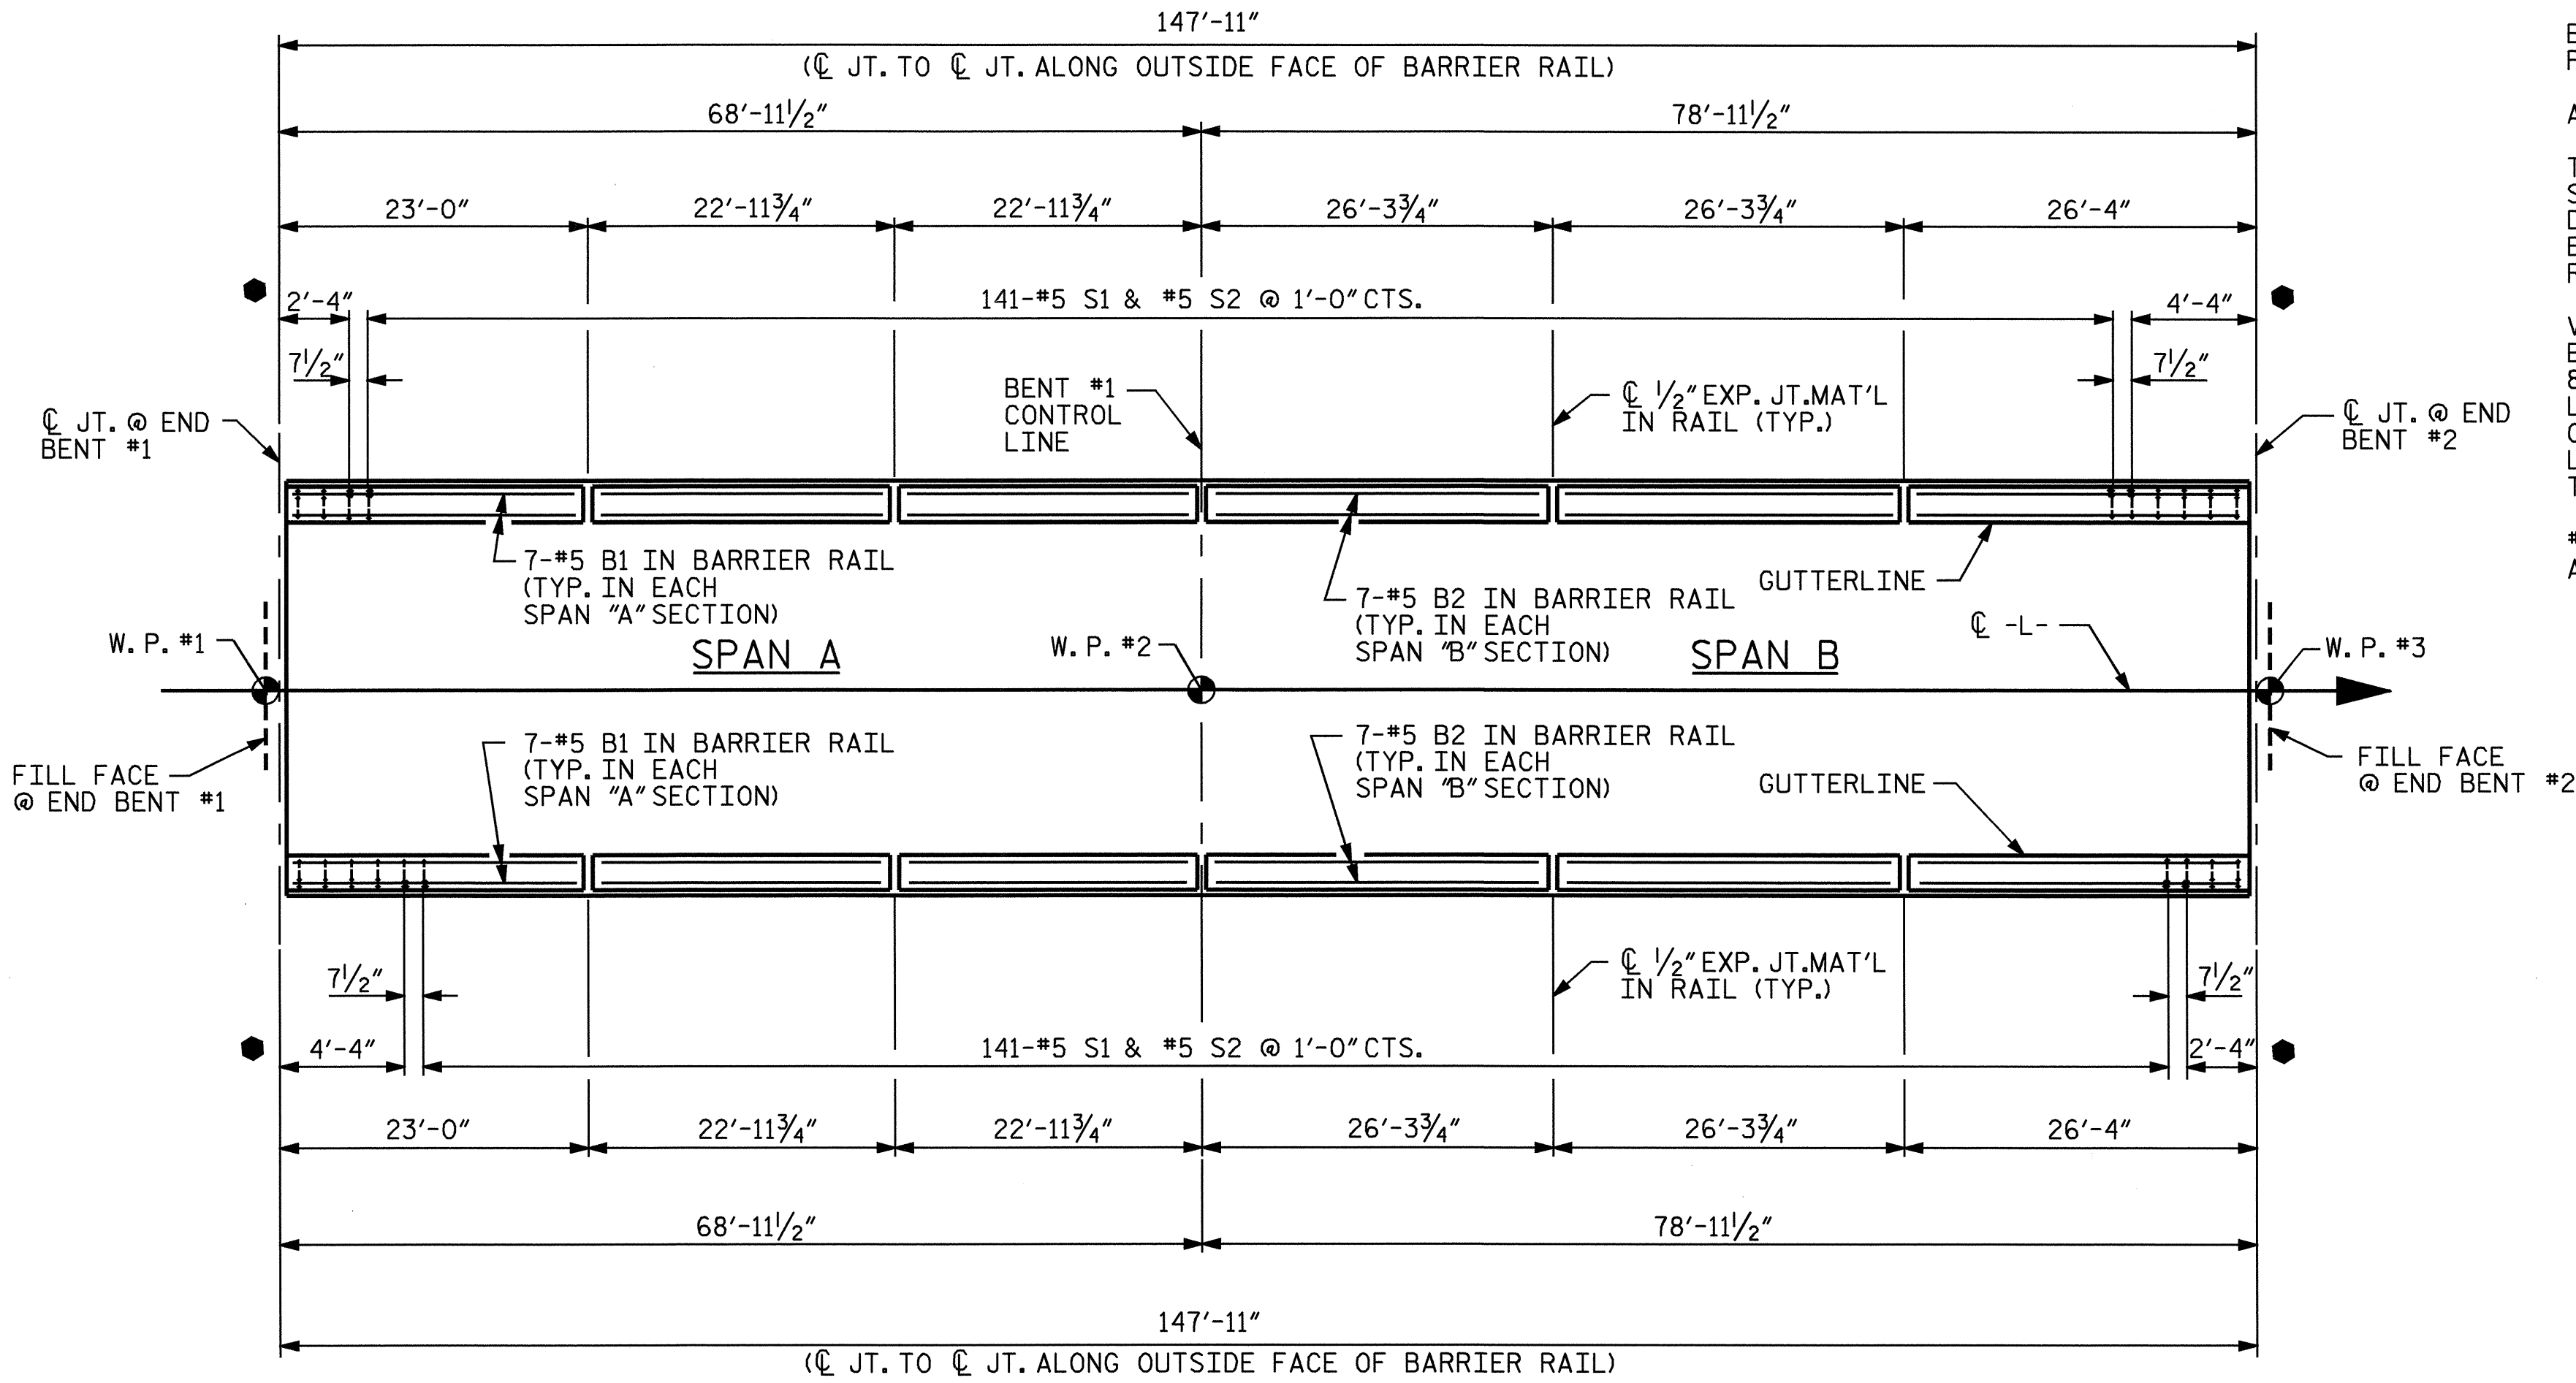 147'-11"
(℄ JT. TO ℄ JT. ALONG OUTSIDE FACE OF BARRIER RAIL)
68'-11½" 78'-11½"
23'-0" 22'-11¾" 22'-11¾" 26'-3¾" 26'-3¾" 26'-4"
2'-4" 141-#5 S1 & #5 S2 @ 1'-0" CTS. 4'-4"
7½" 7½"
BENT #1
CONTROL
LINE
℄ ½" EXP. JT. MAT'L
IN RAIL (TYP.)
℄ JT. @ END
BENT #1
℄ JT. @ END
BENT #2
7-#5 B1 IN BARRIER RAIL
(TYP. IN EACH
SPAN "A" SECTION)
7-#5 B2 IN BARRIER RAIL
(TYP. IN EACH
SPAN "B" SECTION)
GUTTERLINE
℄ -L-
W.P. #1
SPAN A
W.P. #2
SPAN B
W.P. #3
7-#5 B1 IN BARRIER RAIL
(TYP. IN EACH
SPAN "A" SECTION)
7-#5 B2 IN BARRIER RAIL
(TYP. IN EACH
SPAN "B" SECTION)
GUTTERLINE
FILL FACE
@ END BENT #1
FILL FACE
@ END BENT #2
℄ ½" EXP. JT. MAT'L
IN RAIL (TYP.)
7½" 7½"
4'-4" 141-#5 S1 & #5 S2 @ 1'-0" CTS. 2'-4"
23'-0" 22'-11¾" 22'-11¾" 26'-3¾" 26'-3¾" 26'-4"
68'-11½" 78'-11½"
147'-11"
(℄ JT. TO ℄ JT. ALONG OUTSIDE FACE OF BARRIER RAIL)